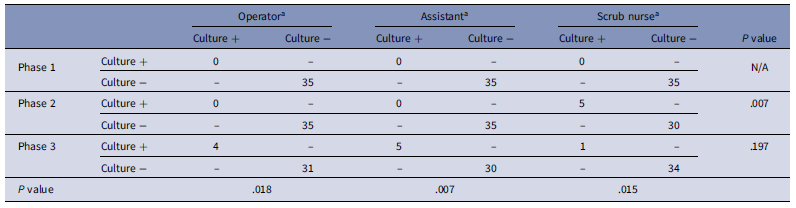 Operatorᵃ Assistantᵃ Scrub nurseᵃ
Culture + Culture − Culture + Culture − Culture + Culture − P value
Phase 1 Culture + 0 – 0 – 0 – N/A
Culture − – 35 – 35 – 35
Phase 2 Culture + 0 – 0 – 5 – .007
Culture − – 35 – 35 – 30
Phase 3 Culture + 4 – 5 – 1 – .197
Culture − – 31 – 30 – 34
P value .018 .007 .015